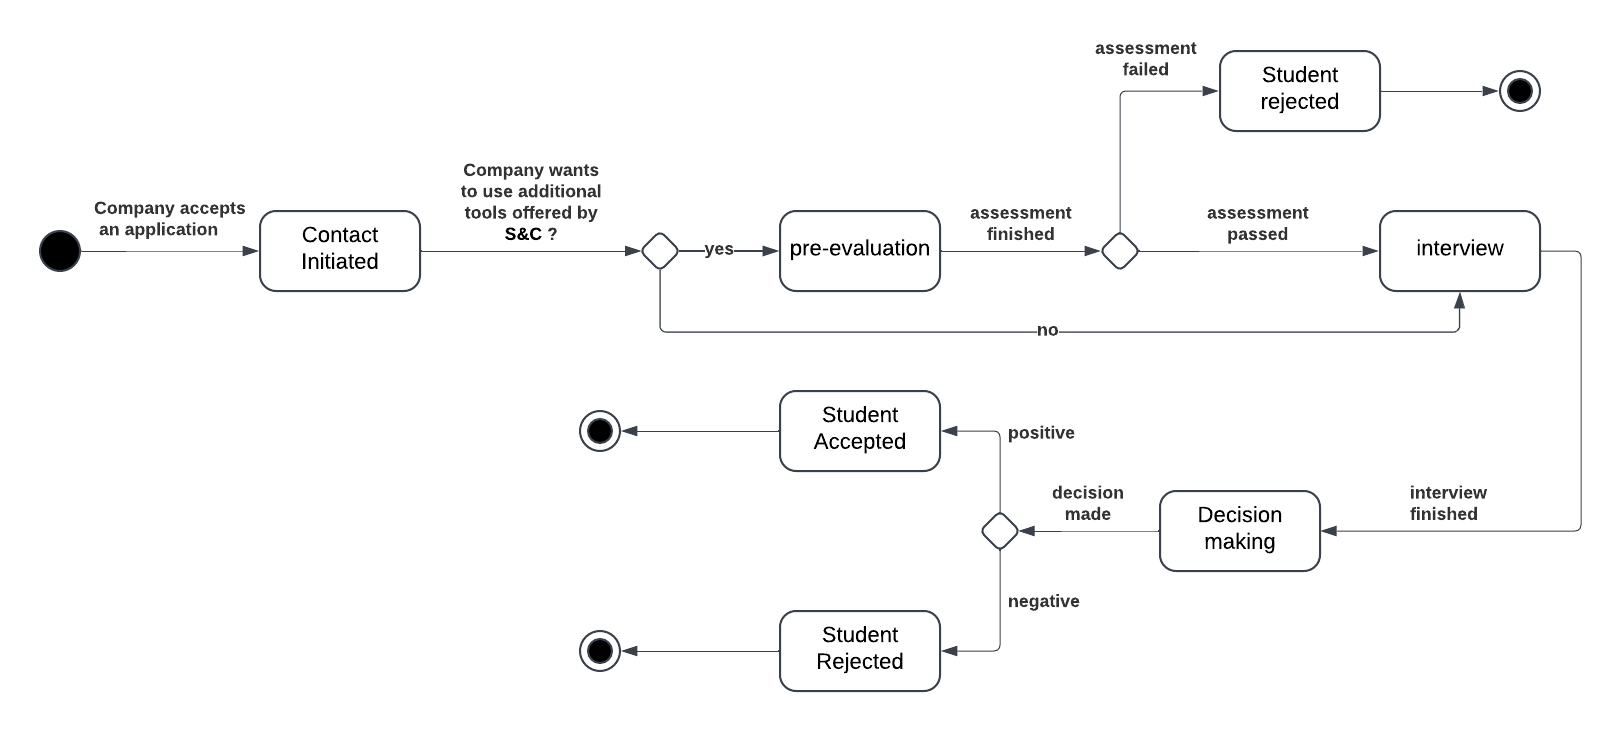 assessment
failed
Student
rejected
Company accepts
an application
Contact
Initiated
Company wants
to use additional
tools offered by
S&C ?
yes
pre-evaluation
assessment
finished
assessment
passed
interview
no
Student
Accepted
positive
decision
made
Decision
making
interview
finished
negative
Student
Rejected